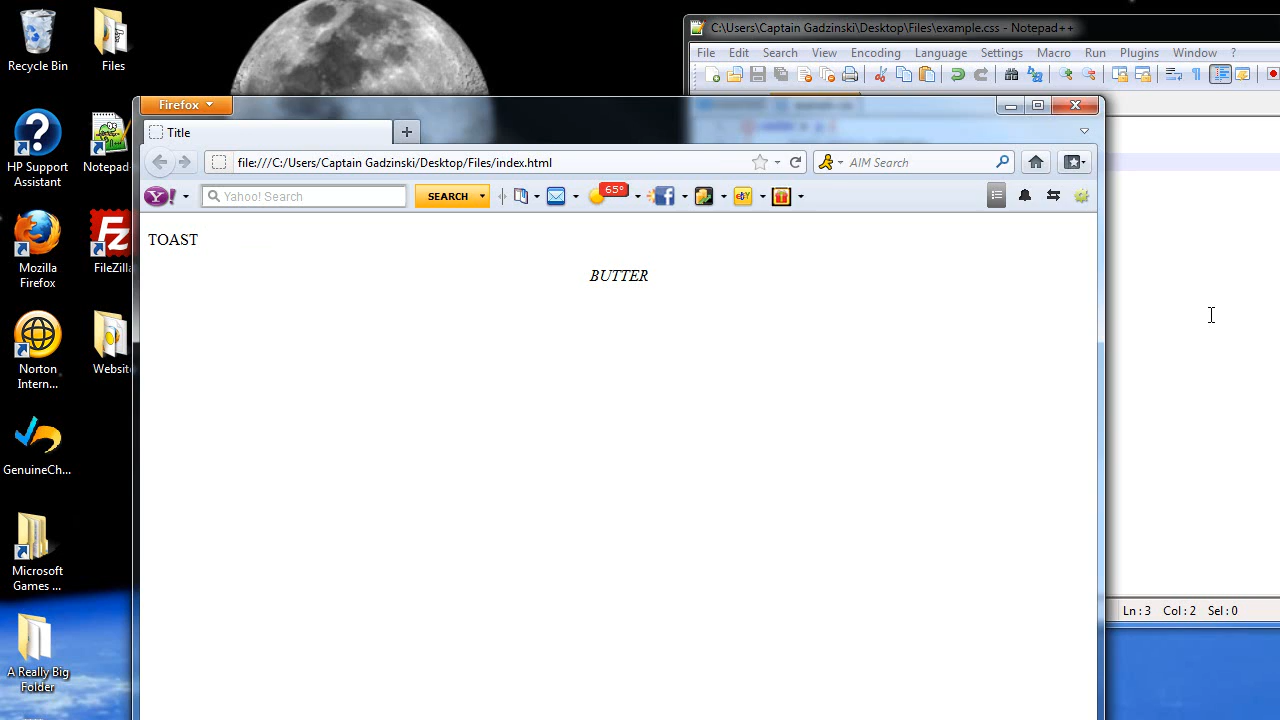 Recycle Bin
Files
HP Support
Assistant
Notepad-
Mozilla
Firefox
FileZilla
Norton
Intern...
Website
GenuineCh...
Microsoft
Games ...
A Really Big
Folder
C:\Users\Captain Gadzinski\Desktop\Files\example.css - Notepad++
File Edit Search View Encoding Language Settings Macro Run Plugins Window ?
Firefox
Title
file:///C:/Users/Captain Gadzinski/Desktop/Files/index.html
AIM Search
Y!
Yahoo! Search
SEARCH
65°
TOAST
BUTTER
Ln : 3 Col : 2 Sel : 0